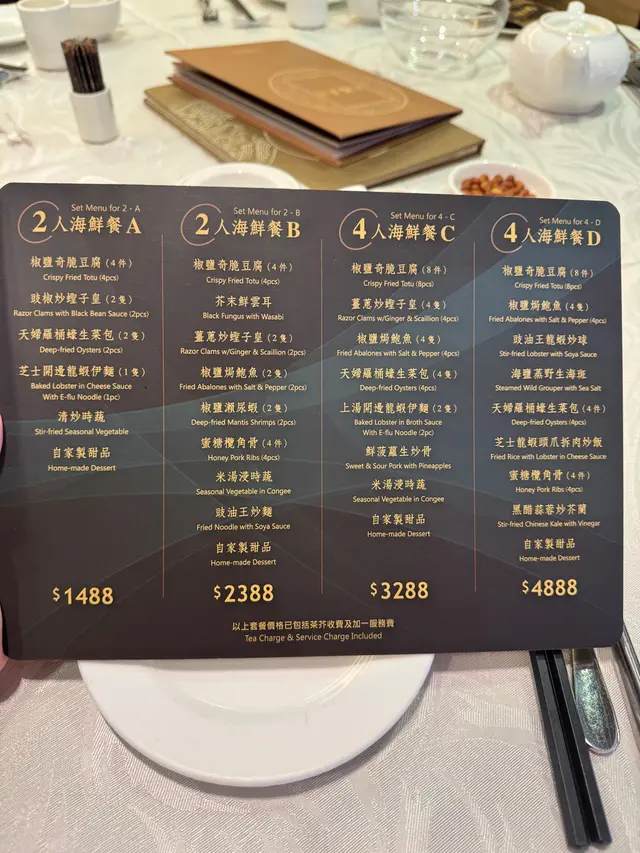 Set Menu for 2 - A
2人海鮮餐A
椒鹽奇脆豆腐 (4件)
Crispy Fried Totu (4pcs)
豉椒炒蟶子皇 (2隻)
Razor Clams with Black Bean Sauce (2pcs)
天婦羅桶蠔生菜包 (2隻)
Deep-fried Oysters (2pcs)
芝士開邊龍蝦伊麵 (1隻)
Baked Lobster in Cheese Sauce
With E-flu Noodle (1pc)
清炒時蔬
Stir-fried Seasonal Vegetable
自家製甜品
Home-made Dessert
$1488
Set Menu for 2 - B
2人海鮮餐B
椒鹽奇脆豆腐 (4件)
Crispy Fried Totu (4pcs)
芥末鮮雲耳
Black Fungus with Wasabi
薑蔥炒蟶子皇 (2隻)
Razor Clams w/Ginger & Scallion (2pcs)
椒鹽焗鮑魚 (2隻)
Fried Abalones with Salt & Pepper (2pcs)
椒鹽瀨尿蝦 (2隻)
Deep-fried Mantis Shrimps (2pcs)
蜜糖欖角骨 (4件)
Honey Pork Ribs (4pcs)
米湯浸時蔬
Seasonal Vegetable in Congee
豉油王炒麵
Fried Noodle with Soya Sauce
自家製甜品
Home-made Dessert
$2388
Set Menu for 4 - C
4人海鮮餐C
椒鹽奇脆豆腐 (8件)
Crispy Fried Totu (8pcs)
薑蔥炒蟶子皇 (4隻)
Razor Clams w/Ginger & Scallion (4pcs)
椒鹽焗鮑魚 (4隻)
Fried Abalones with Salt & Pepper (4pcs)
天婦羅桶蠔生菜包 (4隻)
Deep-fried Oysters (4pcs)
上湯開邊龍蝦伊麵 (2隻)
Baked Lobster in Broth Sauce
With E-flu Noodle (2pc)
鮮菠蘿生炒骨
Sweet & Sour Pork with Pineapples
米湯浸時蔬
Seasonal Vegetable in Congee
自家製甜品
Home-made Dessert
$3288
Set Menu for 4 - D
4人海鮮餐D
椒鹽奇脆豆腐 (8件)
Crispy Fried Totu (8pcs)
椒鹽焗鮑魚 (4隻)
Fried Abalones with Salt & Pepper (4pcs)
豉油王龍蝦炒球
Stir-fried Lobster with Soya Sauce
海鹽蒸野生海斑
Steamed Wild Grouper with Sea Salt
天婦羅桶蠔生菜包 (4件)
Deep-fried Oysters (4pcs)
芝士龍蝦頭爪拆肉炒飯
Fried Rice with Lobster in Cheese Sauce
蜜糖欖角骨 (4件)
Honey Pork Ribs (4pcs)
黑醋蒜蓉炒芥蘭
Stir-fried Chinese Kale with Vinegar
自家製甜品
Home-made Dessert
$4888
以上套餐價格已包括茶芥收費及加一服務費
Tea Charge & Service Charge Included